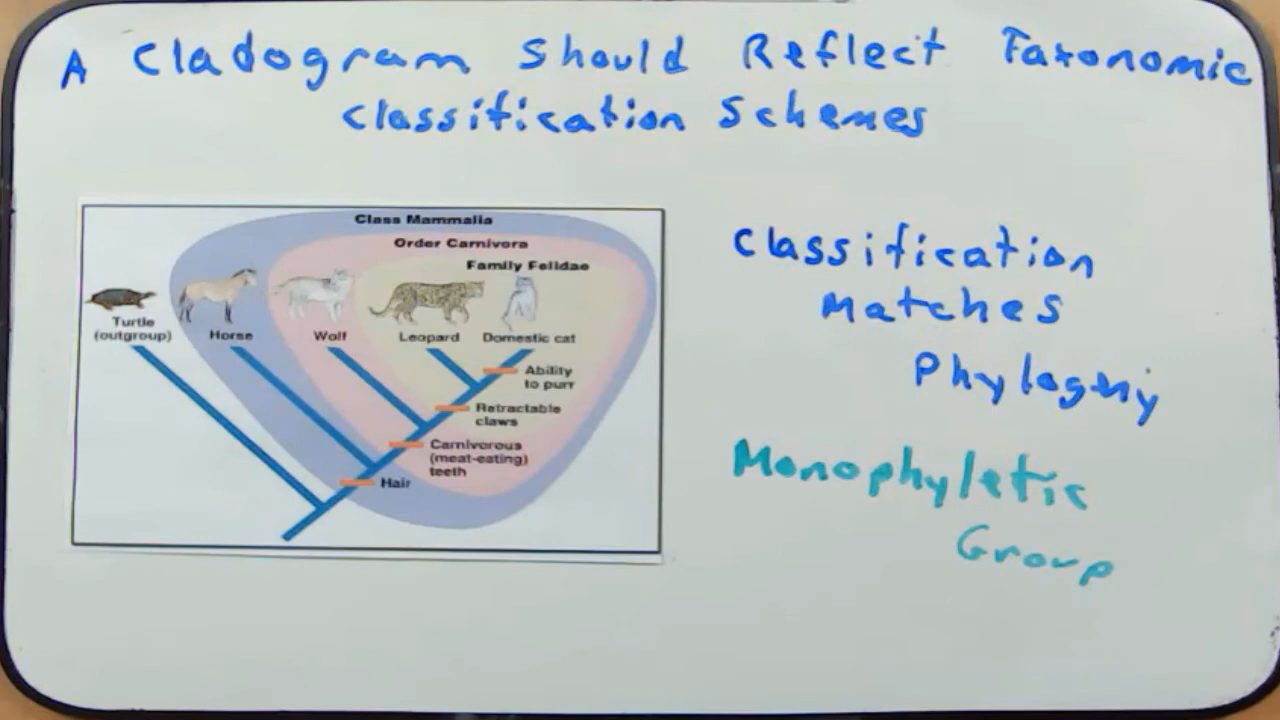 A Cladogram Should Reflect Taxonomic
Classification Schemes
Class Mammalia
Order Carnivora
Family Felidae
Turtle
(outgroup)
Horse
Wolf
Leopard
Domestic cat
Ability
to purr
Retractable
claws
Carnivorous
(meat-eating)
teeth
Hair
Classification
Matches
Phylogeny
Monophyletic
Group